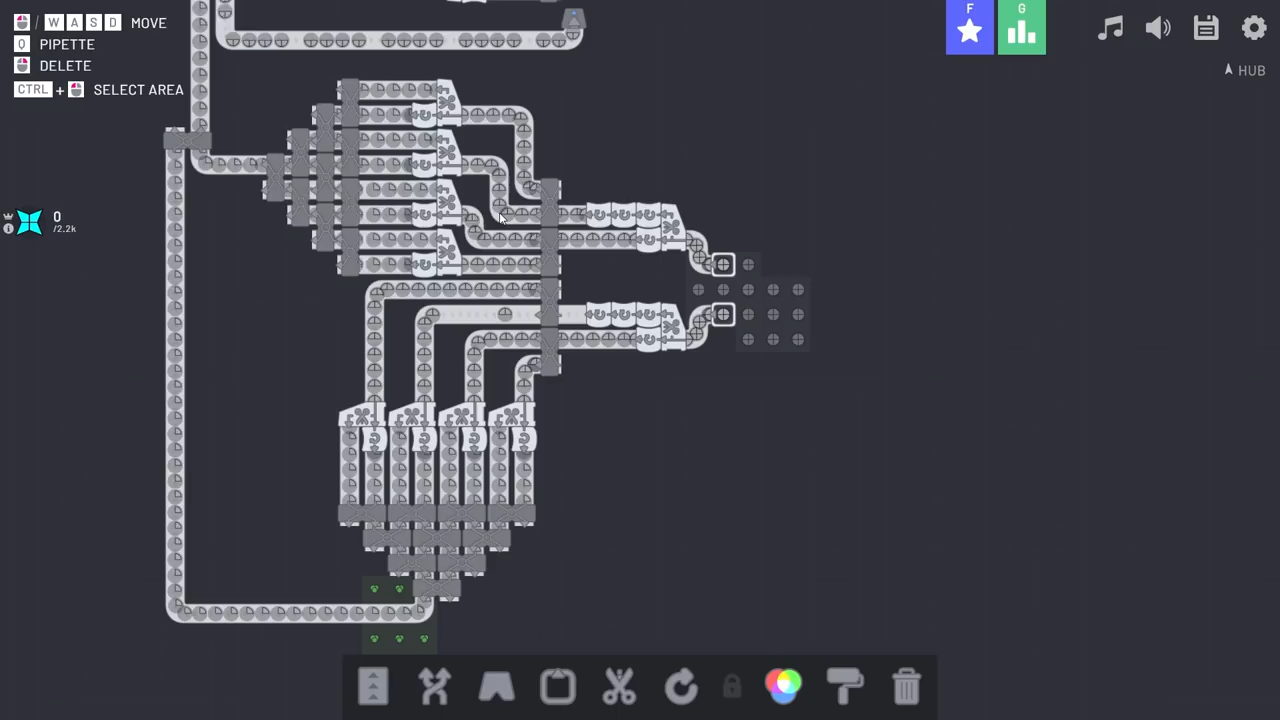 / W A S D MOVE
Q PIPETTE
DELETE
CTRL + SELECT AREA
F
G
HUB
0
/2.2k